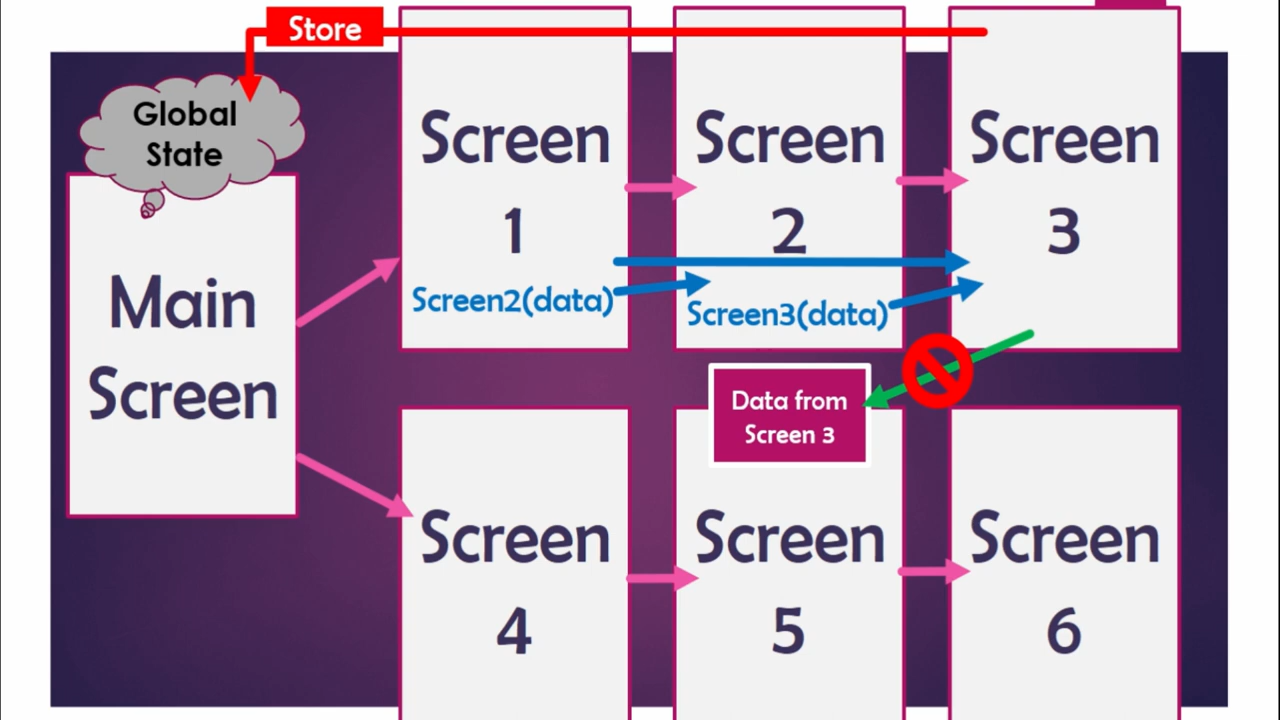 Store
Global
State
Main
Screen
Screen
1
Screen2(data)
Screen
2
Screen3(data)
Screen
3
Data from
Screen 3
Screen
4
Screen
5
Screen
6